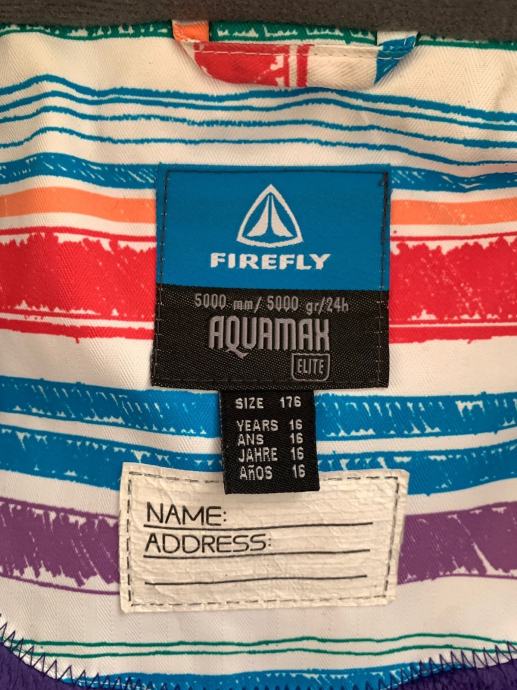 FIREFLY
5000 mm/ 5000 gr/24h
AQUAMAX
ELITE
SIZE 176
YEARS 16
ANS 16
JAHRE 16
AÑOS 16
NAME:
ADDRESS: